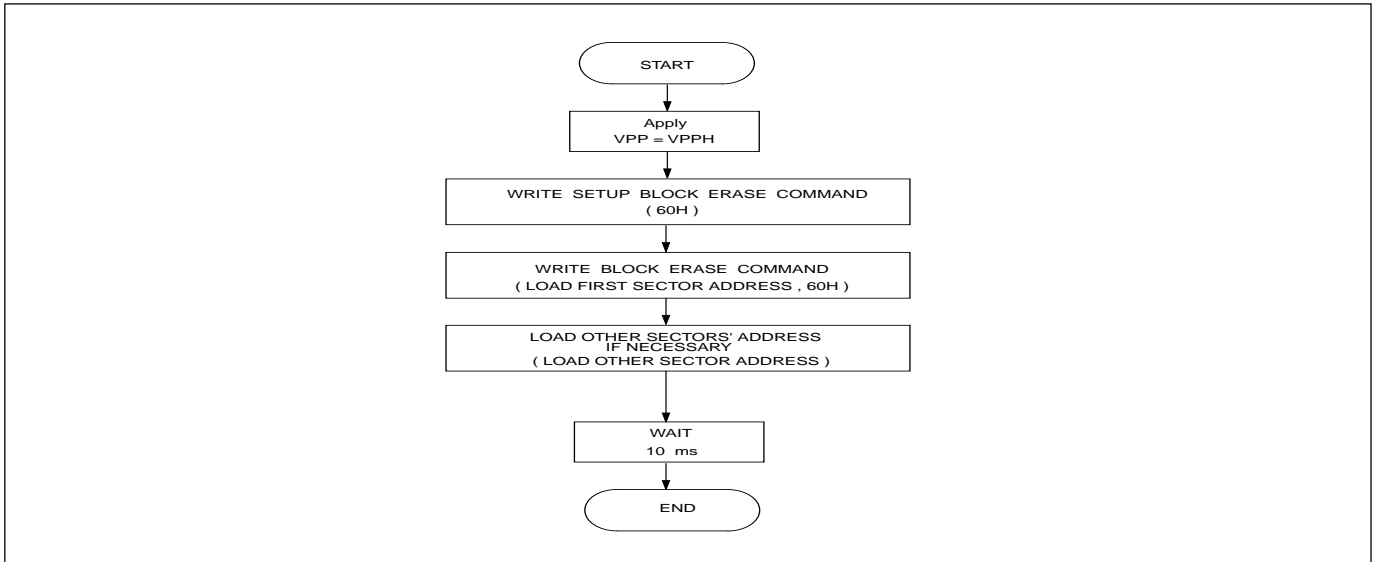 START
Apply
VPP = VPPH
WRITE SETUP BLOCK ERASE COMMAND
( 60H )
WRITE BLOCK ERASE COMMAND
( LOAD FIRST SECTOR ADDRESS , 60H )
LOAD OTHER SECTORS' ADDRESS
IF NECESSARY
( LOAD OTHER SECTOR ADDRESS )
WAIT
10 ms
END